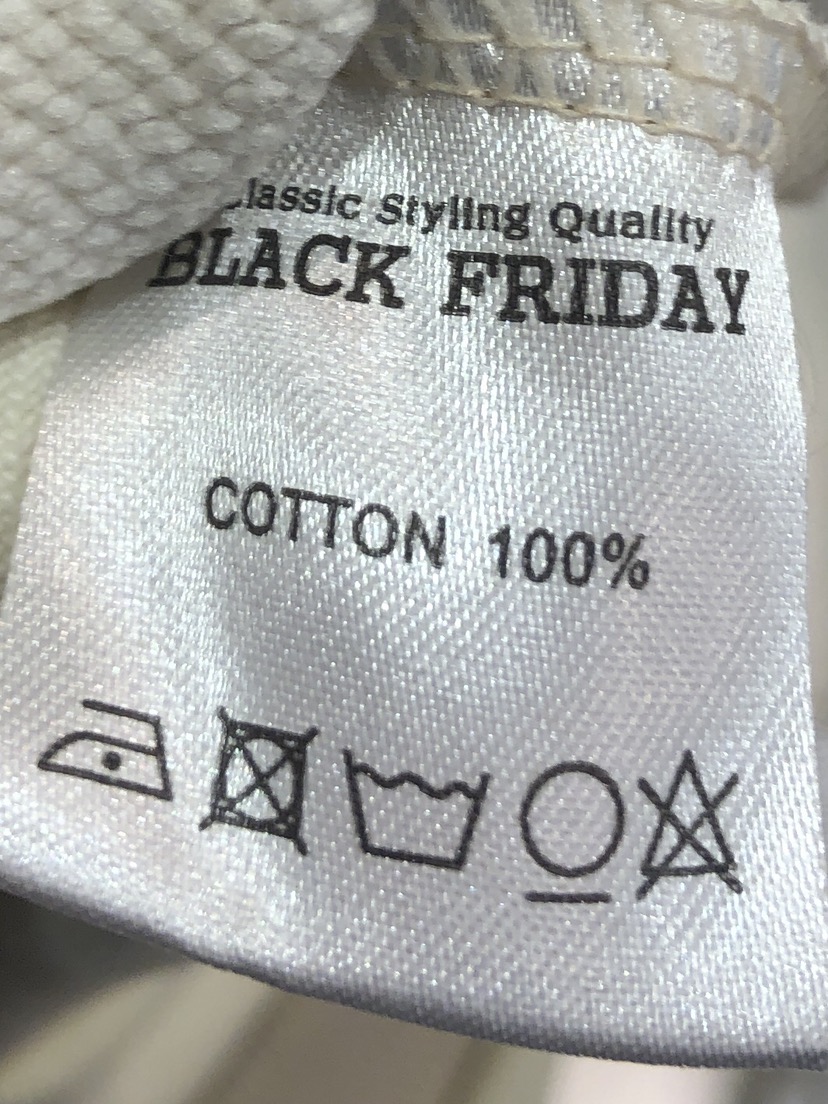 Classic Styling Quality
BLACK FRIDAY
COTTON 100%